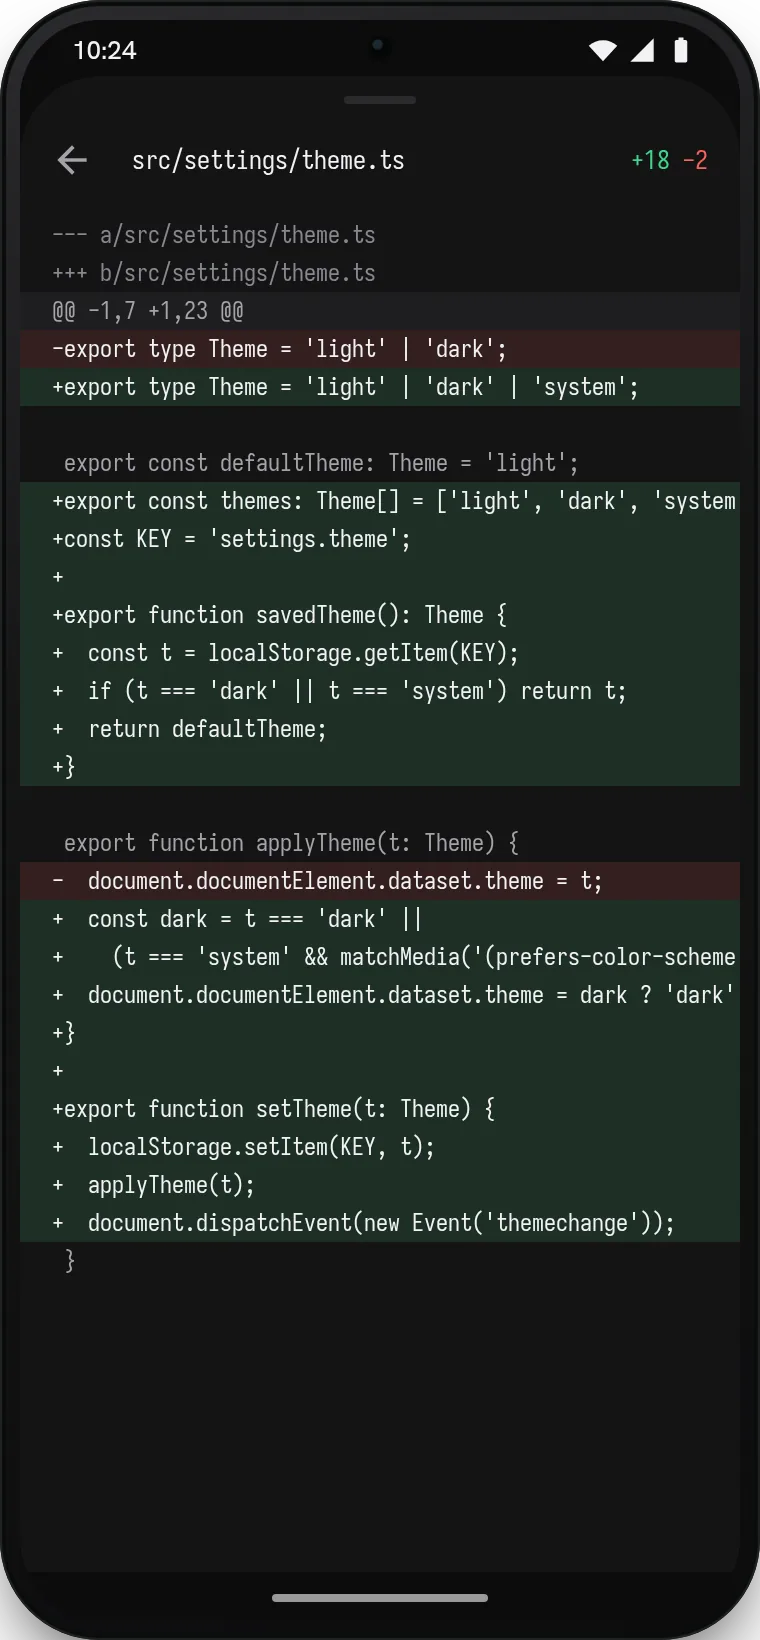 10:24
src/settings/theme.ts +18 -2
--- a/src/settings/theme.ts
+++ b/src/settings/theme.ts
@@ -1,7 +1,23 @@
-export type Theme = 'light' | 'dark';
+export type Theme = 'light' | 'dark' | 'system';
 export const defaultTheme: Theme = 'light';
+export const themes: Theme[] = ['light', 'dark', 'system
+const KEY = 'settings.theme';
+
+export function savedTheme(): Theme {
+  const t = localStorage.getItem(KEY);
+  if (t === 'dark' || t === 'system') return t;
+  return defaultTheme;
+}
 export function applyTheme(t: Theme) {
-  document.documentElement.dataset.theme = t;
+  const dark = t === 'dark' ||
+    (t === 'system' && matchMedia('(prefers-color-scheme
+  document.documentElement.dataset.theme = dark ? 'dark'
+}
+
+export function setTheme(t: Theme) {
+  localStorage.setItem(KEY, t);
+  applyTheme(t);
+  document.dispatchEvent(new Event('themechange'));
 }